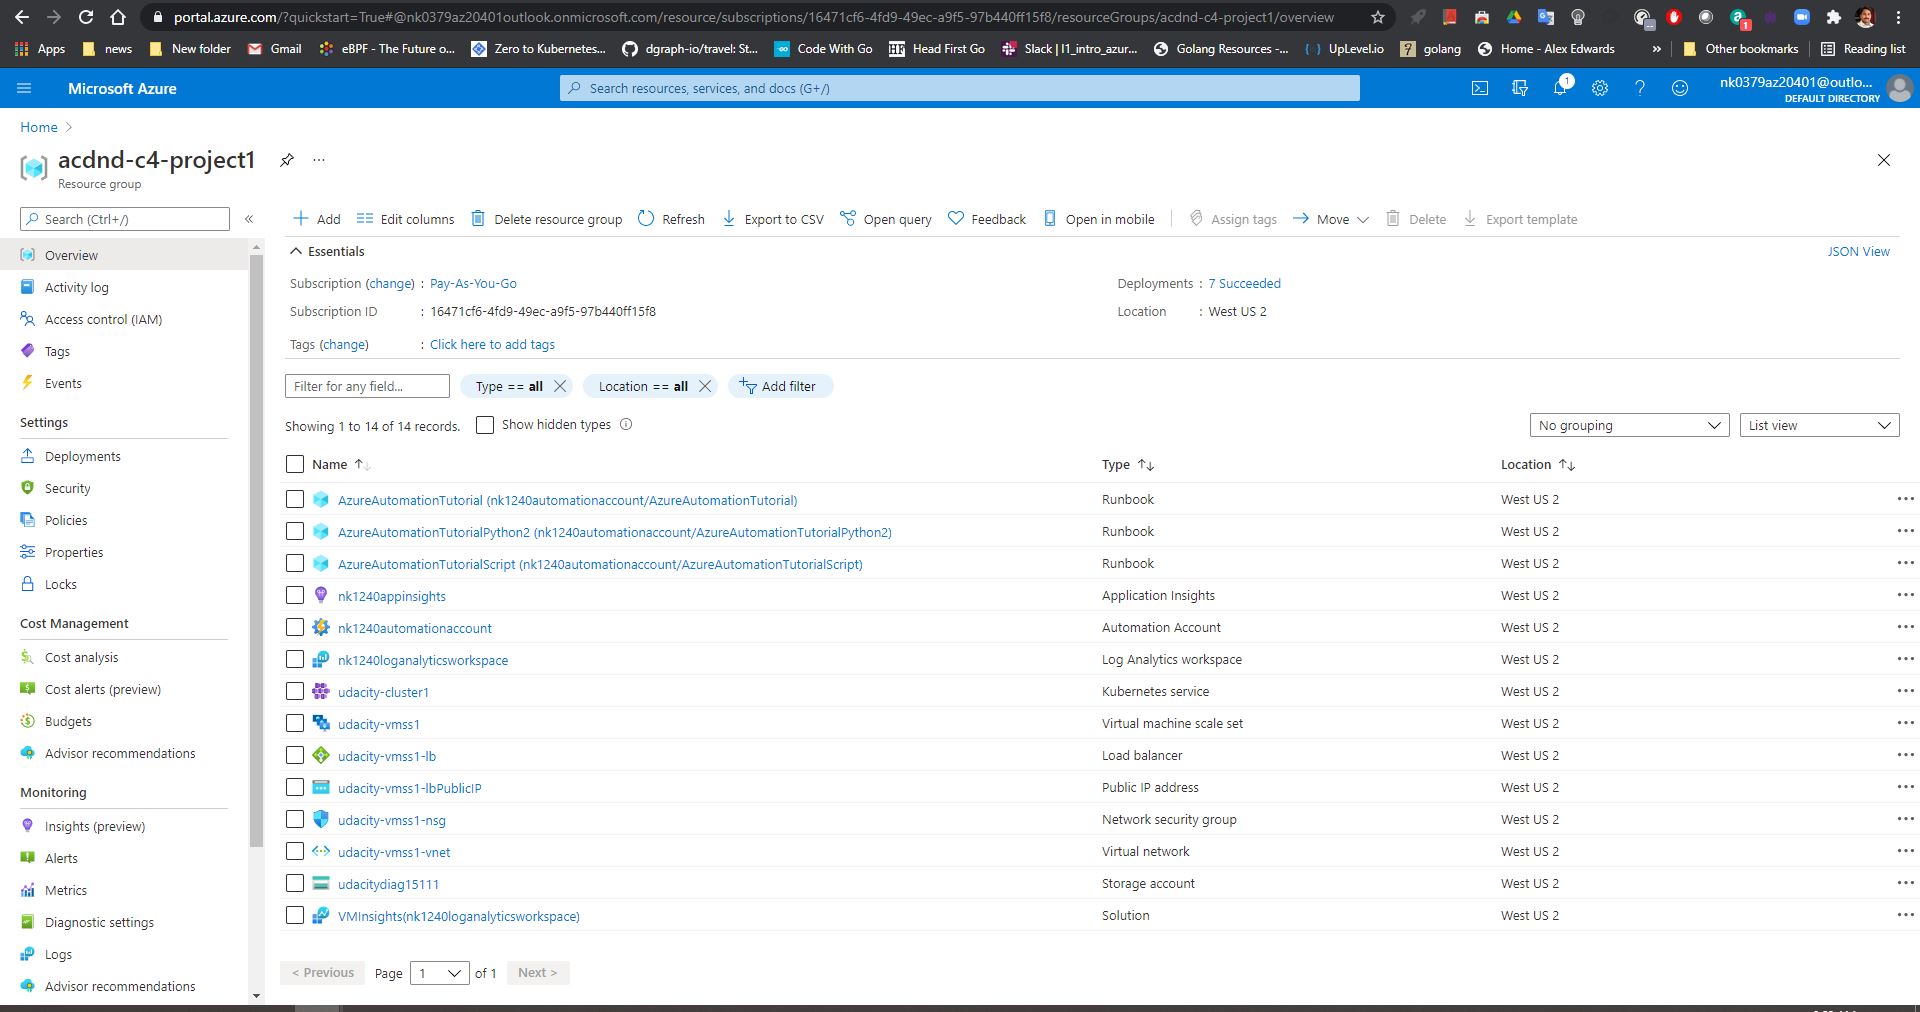 portal.azure.com/?quickstart=True#@nk0379az20401outlook.onmicrosoft.com/resource/subscriptions/16471cf6-4fd9-49ec-a9f5-97b440ff15f8/resourceGroups/acdnd-c4-project1/overview
Apps news New folder Gmail eBPF - The Future o... Zero to Kubernetes... dgraph-io/travel: St... Code With Go Head First Go Slack | l1_intro_azur... Golang Resources -... UpLevel.io golang Home - Alex Edwards » Other bookmarks Reading list
Microsoft Azure
Search resources, services, and docs (G+/)
1
nk0379az20401@outlo...
DEFAULT DIRECTORY
Home >
acdnd-c4-project1
Resource group
Search (Ctrl+/) «
Overview
Activity log
Access control (IAM)
Tags
Events
Settings
Deployments
Security
Policies
Properties
Locks
Cost Management
Cost analysis
Cost alerts (preview)
Budgets
Advisor recommendations
Monitoring
Insights (preview)
Alerts
Metrics
Diagnostic settings
Logs
Advisor recommendations
Add Edit columns Delete resource group Refresh Export to CSV Open query Feedback Open in mobile Assign tags Move Delete Export template
Essentials JSON View
Subscription (change) : Pay-As-You-Go Deployments : 7 Succeeded
Subscription ID : 16471cf6-4fd9-49ec-a9f5-97b440ff15f8 Location : West US 2
Tags (change) : Click here to add tags
Filter for any field... Type == all Location == all Add filter
Showing 1 to 14 of 14 records. Show hidden types No grouping List view
Name Type Location
AzureAutomationTutorial (nk1240automationaccount/AzureAutomationTutorial) Runbook West US 2
AzureAutomationTutorialPython2 (nk1240automationaccount/AzureAutomationTutorialPython2) Runbook West US 2
AzureAutomationTutorialScript (nk1240automationaccount/AzureAutomationTutorialScript) Runbook West US 2
nk1240appinsights Application Insights West US 2
nk1240automationaccount Automation Account West US 2
nk1240loganalyticsworkspace Log Analytics workspace West US 2
udacity-cluster1 Kubernetes service West US 2
udacity-vmss1 Virtual machine scale set West US 2
udacity-vmss1-lb Load balancer West US 2
udacity-vmss1-lbPublicIP Public IP address West US 2
udacity-vmss1-nsg Network security group West US 2
udacity-vmss1-vnet Virtual network West US 2
udacitydiag15111 Storage account West US 2
VMInsights(nk1240loganalyticsworkspace) Solution West US 2
< Previous Page 1 of 1 Next >